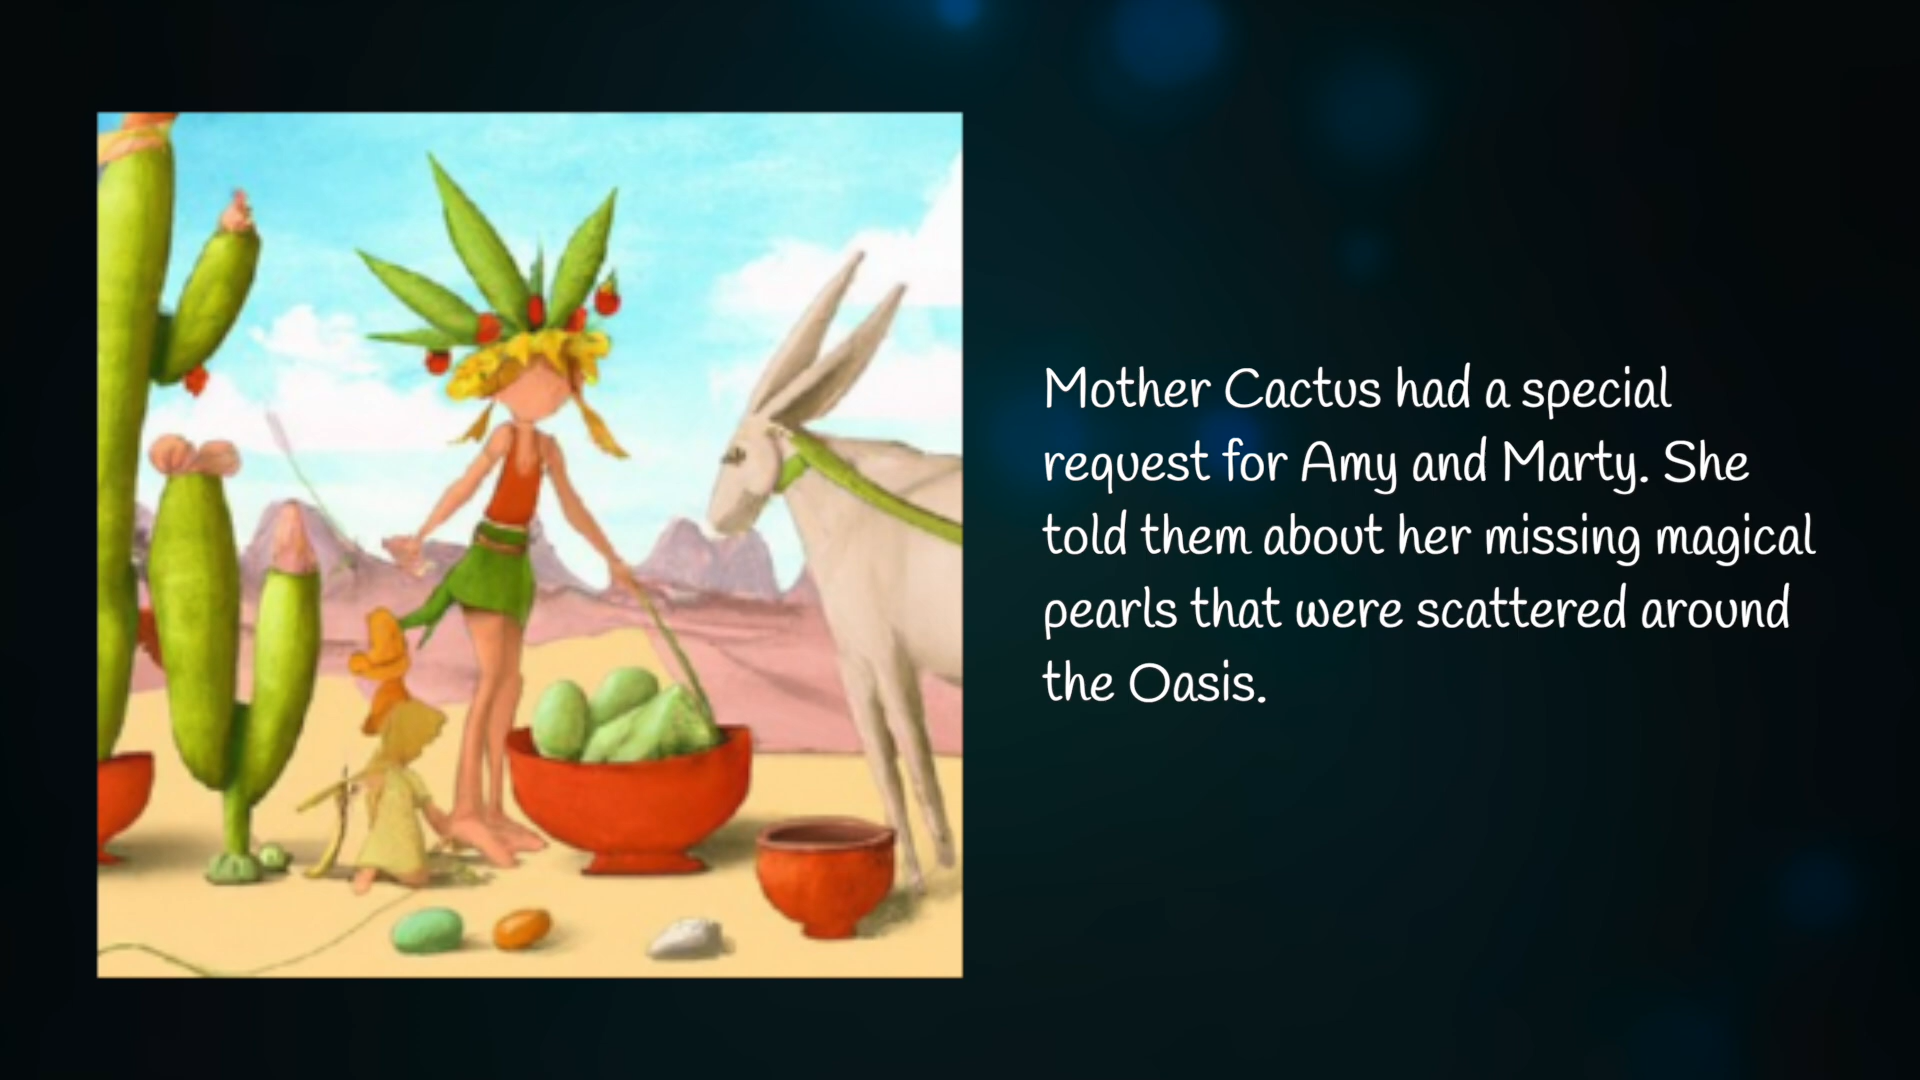 Mother Cactus had a special
request for Amy and Marty. She
told them about her missing magical
pearls that were scattered around
the Oasis.